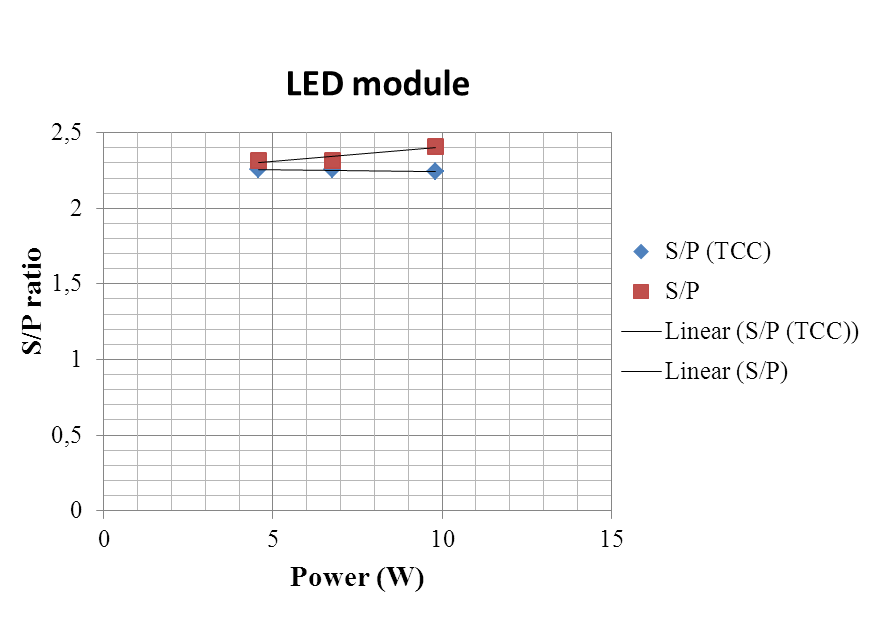 LED module
2,5
2
1,5
1
0,5
0
0 5 10 15
S/P ratio
Power (W)
S/P (TCC)
S/P
Linear (S/P (TCC))
Linear (S/P)